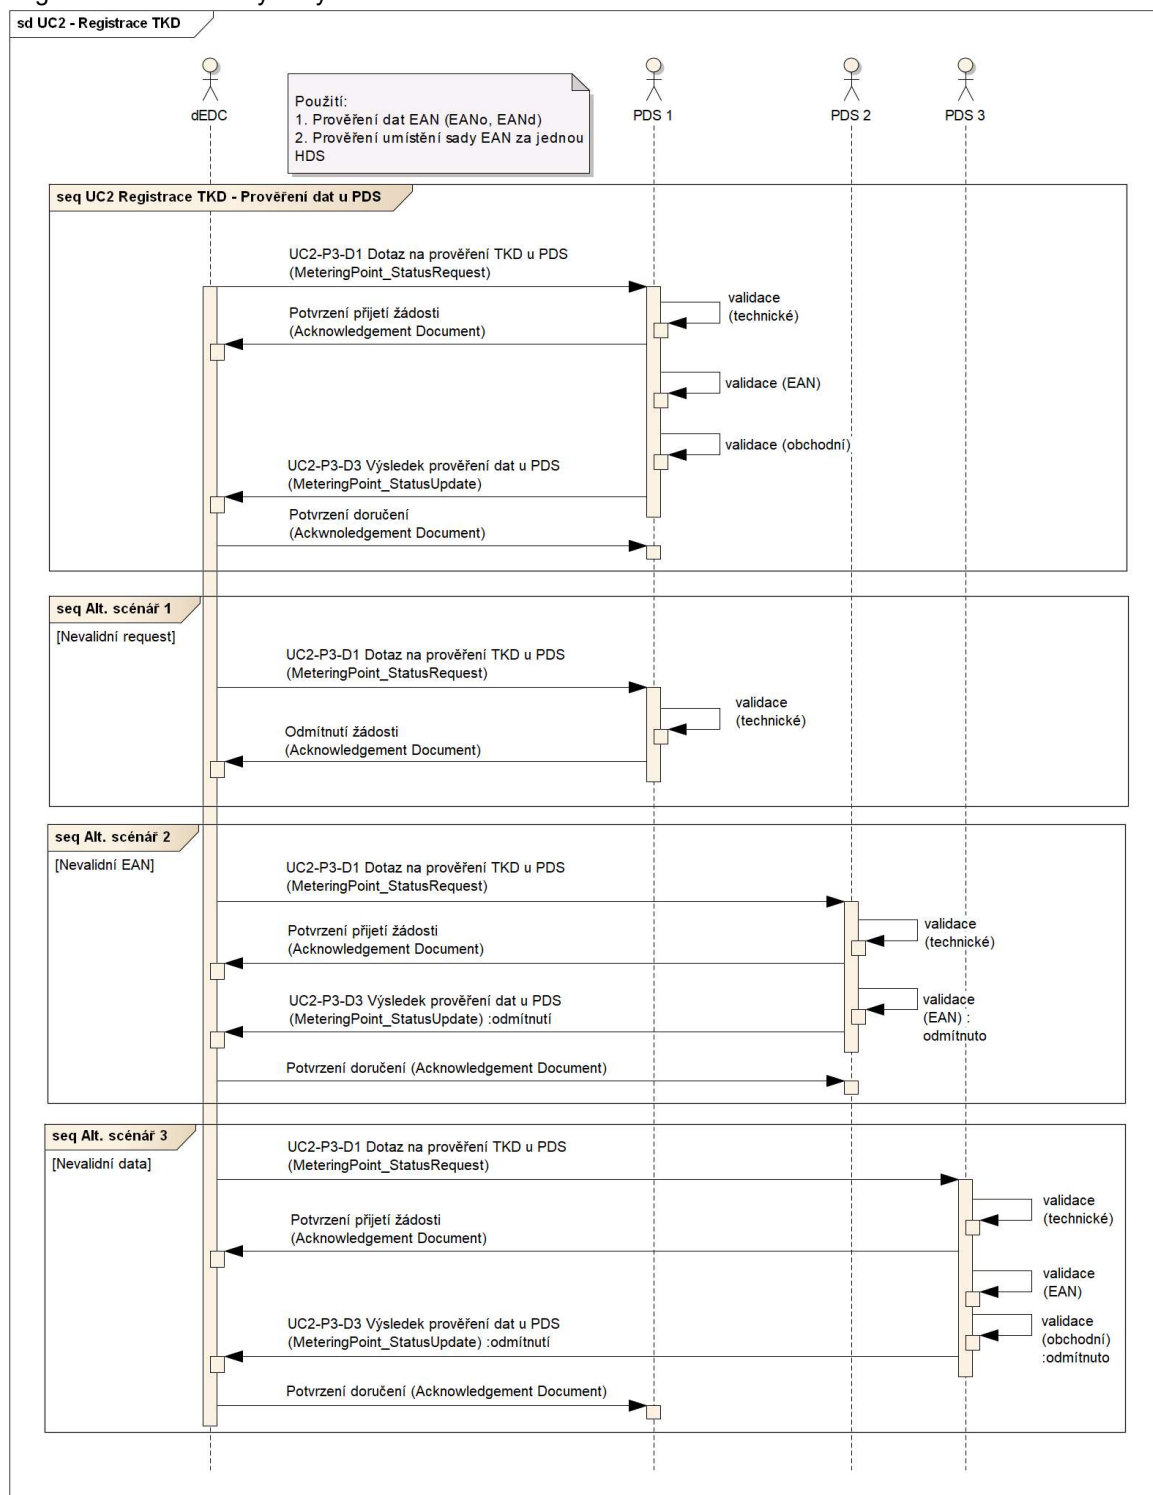 sd UC2 - Registrace TKD
dEDC
PDS 1
PDS 2
PDS 3
Použití:
1. Prověření dat EAN (EANo, EANd)
2. Prověření umístění sady EAN za jednou
HDS
seq UC2 Registrace TKD - Prověření dat u PDS
UC2-P3-D1 Dotaz na prověření TKD u PDS
(MeteringPoint_StatusRequest)
validace
(technické)
Potvrzení přijetí žádosti
(Acknowledgement Document)
validace (EAN)
validace (obchodní)
UC2-P3-D3 Výsledek prověření dat u PDS
(MeteringPoint_StatusUpdate)
Potvrzení doručení
(Ackwnoledgement Document)
seq Alt. scénář 1
[Nevalidní request]
UC2-P3-D1 Dotaz na prověření TKD u PDS
(MeteringPoint_StatusRequest)
validace
(technické)
Odmítnutí žádosti
(Acknowledgement Document)
seq Alt. scénář 2
[Nevalidní EAN]
UC2-P3-D1 Dotaz na prověření TKD u PDS
(MeteringPoint_StatusRequest)
validace
(technické)
Potvrzení přijetí žádosti
(Acknowledgement Document)
UC2-P3-D3 Výsledek prověření dat u PDS
(MeteringPoint_StatusUpdate) :odmítnutí
validace
(EAN) :
odmítnuto
Potvrzení doručení (Acknowledgement Document)
seq Alt. scénář 3
[Nevalidní data]
UC2-P3-D1 Dotaz na prověření TKD u PDS
(MeteringPoint_StatusRequest)
validace
(technické)
Potvrzení přijetí žádosti
(Acknowledgement Document)
validace
(EAN)
UC2-P3-D3 Výsledek prověření dat u PDS
(MeteringPoint_StatusUpdate) :odmítnutí
validace
(obchodní)
:odmítnuto
Potvrzení doručení (Acknowledgement Document)